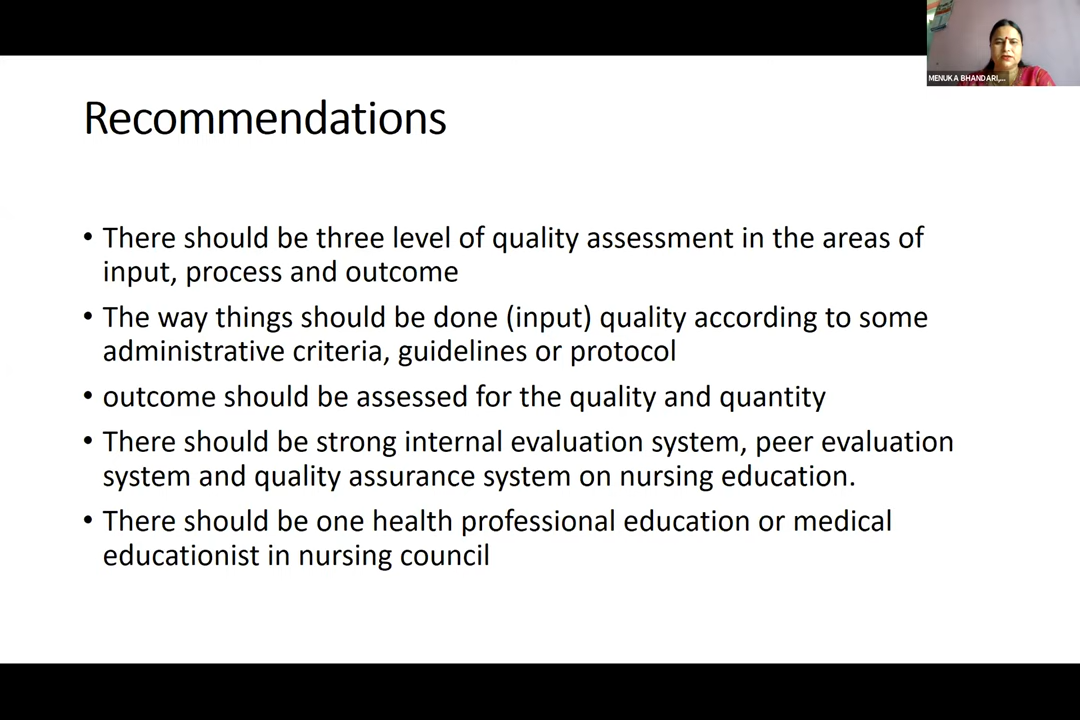 MENUKA BHANDARI,...
Recommendations
• There should be three level of quality assessment in the areas of
input, process and outcome
• The way things should be done (input) quality according to some
administrative criteria, guidelines or protocol
• outcome should be assessed for the quality and quantity
• There should be strong internal evaluation system, peer evaluation
system and quality assurance system on nursing education.
• There should be one health professional education or medical
educationist in nursing council